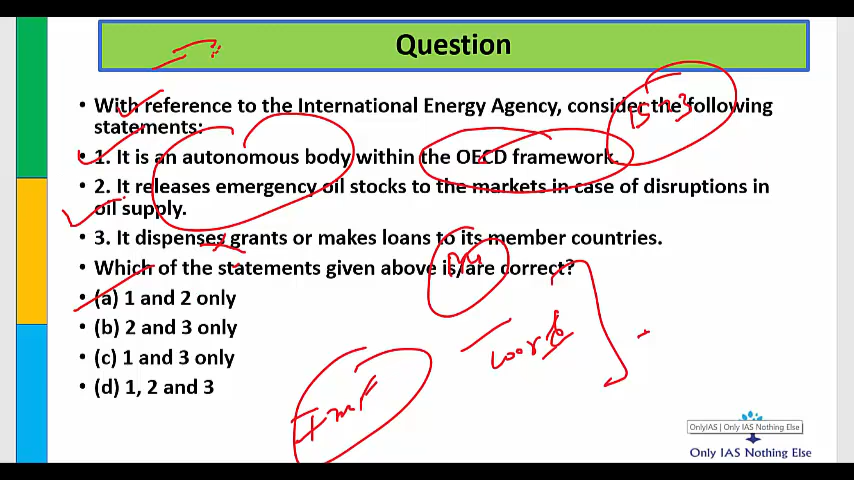 Question
• With reference to the International Energy Agency, consider the following
statements:
• 1. It is an autonomous body within the OECD framework.
• 2. It releases emergency oil stocks to the markets in case of disruptions in
oil supply.
• 3. It dispenses grants or makes loans to its member countries.
• Which of the statements given above is/are correct?
• (a) 1 and 2 only
• (b) 2 and 3 only
• (c) 1 and 3 only
• (d) 1, 2 and 3
IMF
OnlyIAS | Only IAS Nothing Else
Only IAS Nothing Else